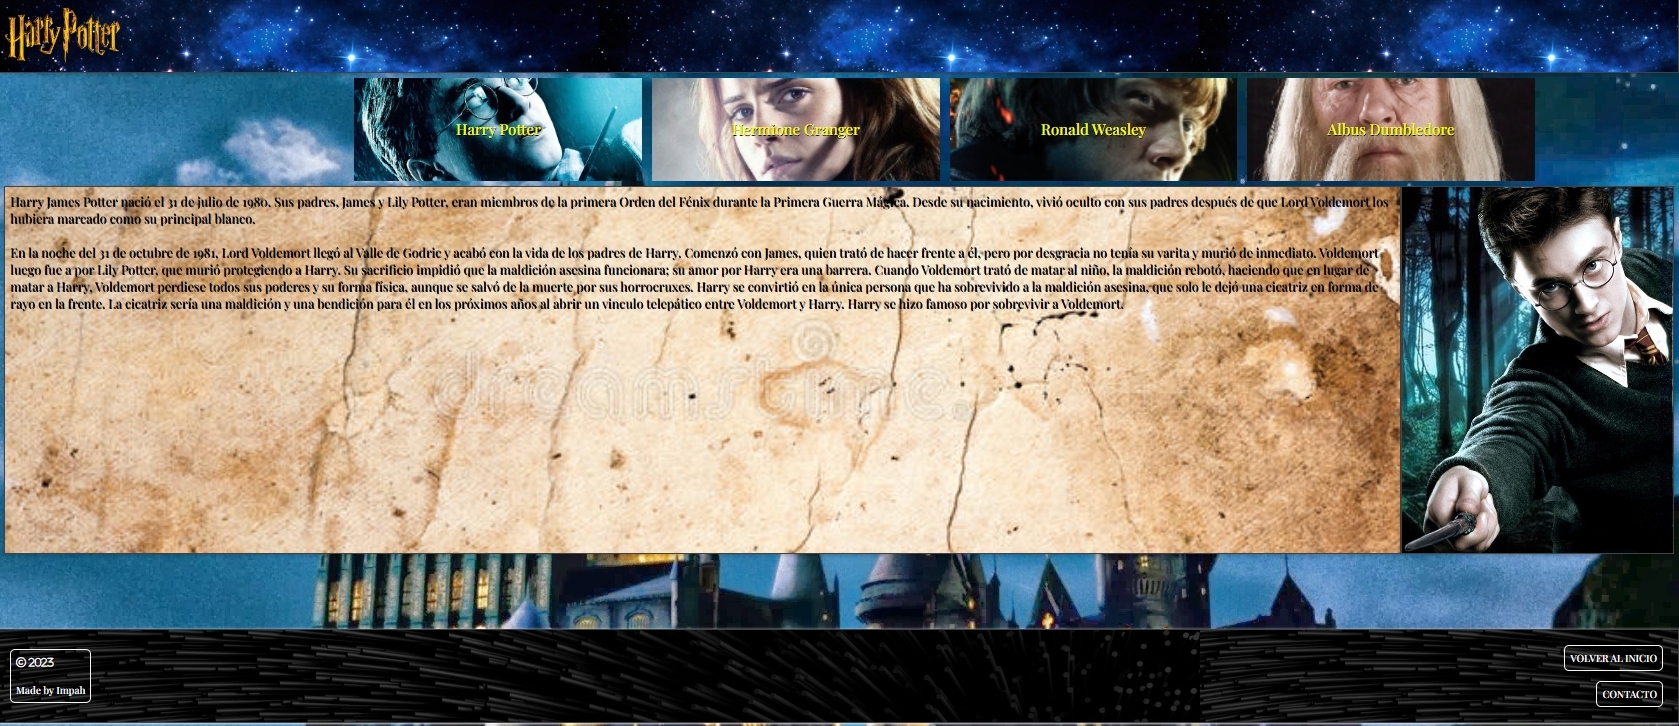 Harry Potter
Harry Potter
Hermione Granger
Ronald Weasley
Albus Dumbledore
Harry James Potter nació el 31 de julio de 1980. Sus padres, James y Lily Potter, eran miembros de la primera Orden del Fénix durante la Primera Guerra Mágica. Desde su nacimiento, vivió oculto con sus padres después de que Lord Voldemort los
hubiera marcado como su principal blanco.
En la noche del 31 de octubre de 1981, Lord Voldemort llegó al Valle de Godric y acabó con la vida de los padres de Harry. Comenzó con James, quien trató de hacer frente a él, pero por desgracia no tenía su varita y murió de inmediato. Voldemort
luego fue a por Lily Potter, que murió protegiendo a Harry. Su sacrificio impidió que la maldición asesina funcionara; su amor por Harry era una barrera. Cuando Voldemort trató de matar al niño, la maldición rebotó, haciendo que en lugar de
matar a Harry, Voldemort perdiese todos sus poderes y su forma física, aunque se salvó de la muerte por sus horrocruxes. Harry se convirtió en la única persona que ha sobrevivido a la maldición asesina, que solo le dejó una cicatriz en forma de
rayo en la frente. La cicatriz sería una maldición y una bendición para él en los próximos años al abrir un vinculo telepático entre Voldemort y Harry. Harry se hizo famoso por sobrevivir a Voldemort.
dreamstime
© 2023
Made by Impah
VOLVER AL INICIO
CONTACTO